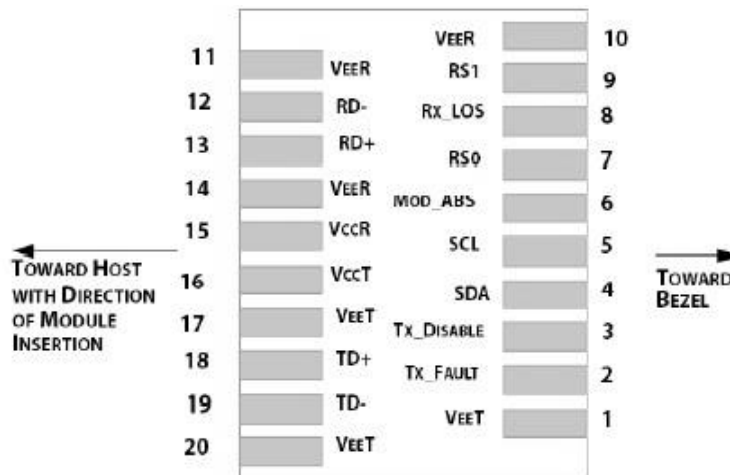 11 VEER
12 RD-
13 RD+
14 VEER
15 VCCR
16 VCCT
17 VEET
18 TD+
19 TD-
20 VEET
VEER 10
RS1 9
RX_LOS 8
RS0 7
MOD_ABS 6
SCL 5
SDA 4
TX_DISABLE 3
TX_FAULT 2
VEET 1
TOWARD HOST
WITH DIRECTION
OF MODULE
INSERTION
TOWARD
BEZEL